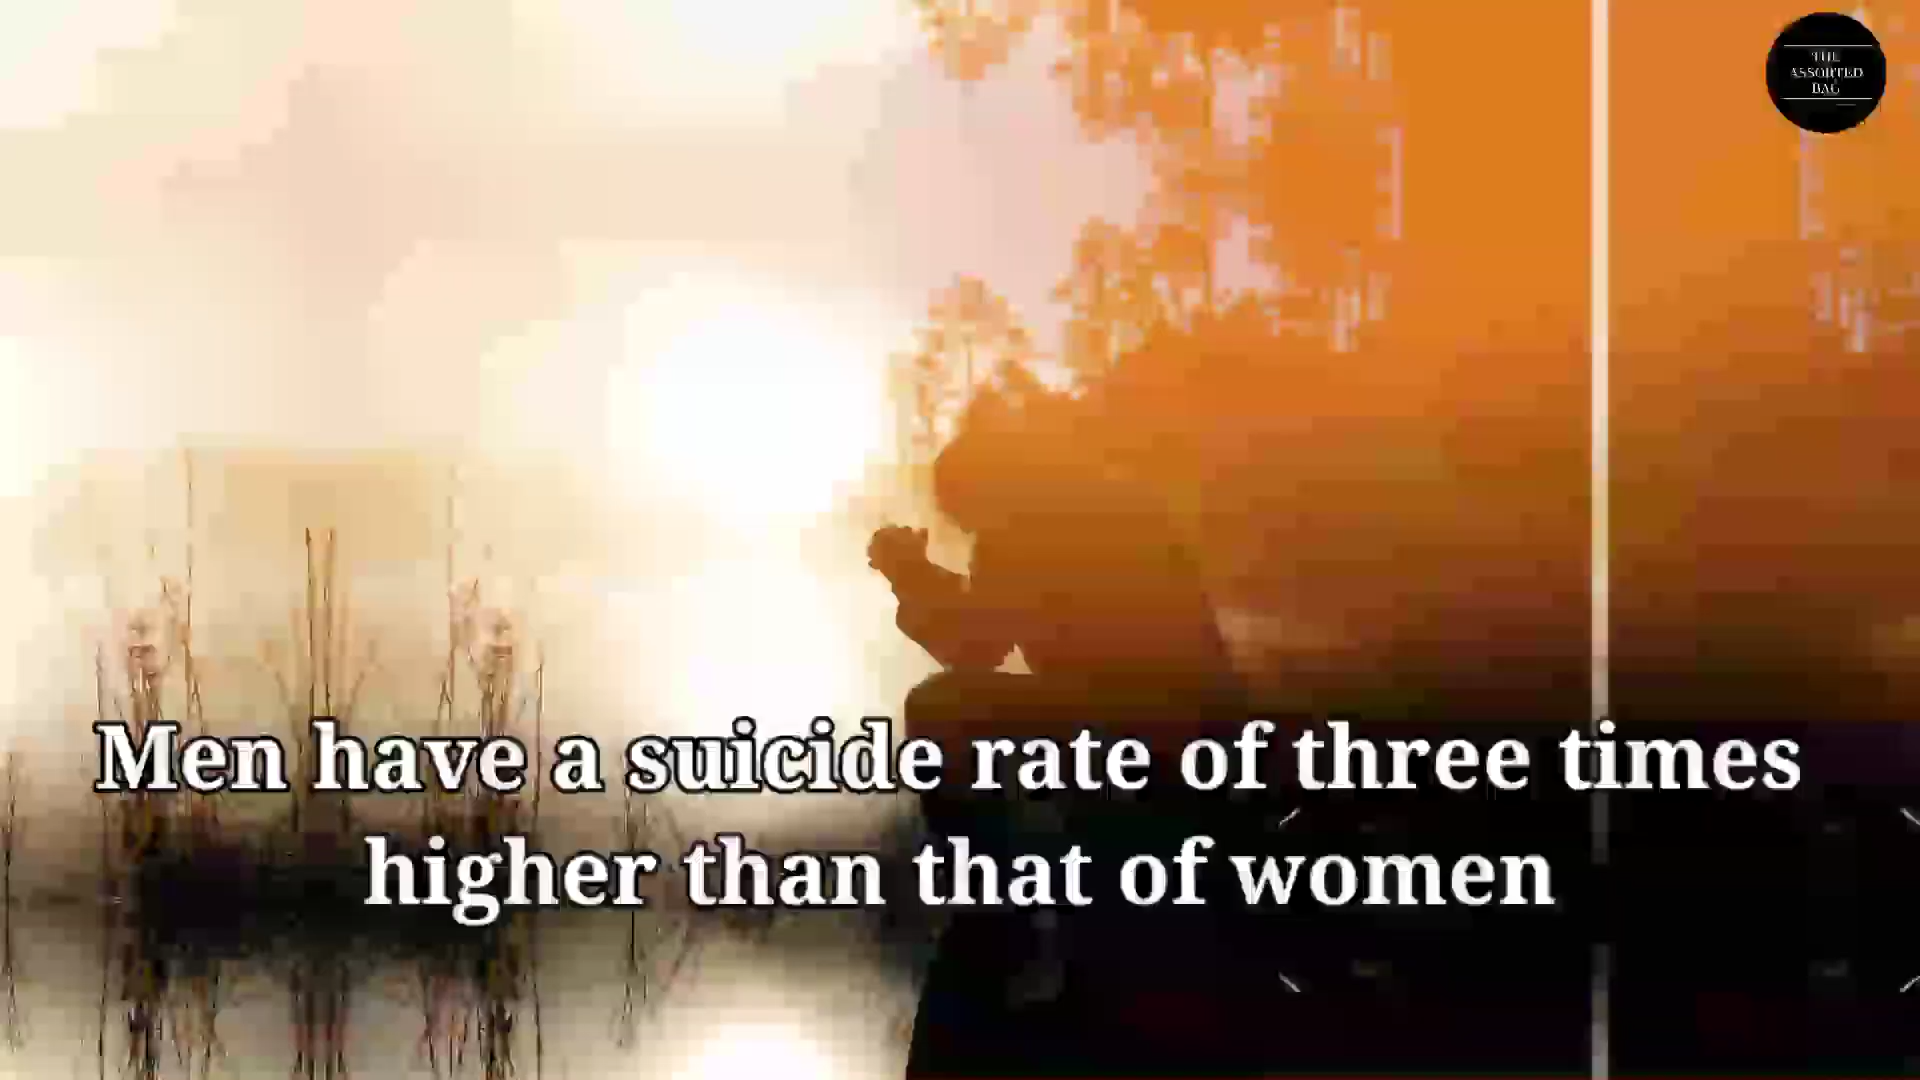 THE
ASSORTED
BAG
Men have a suicide rate of three times
higher than that of women